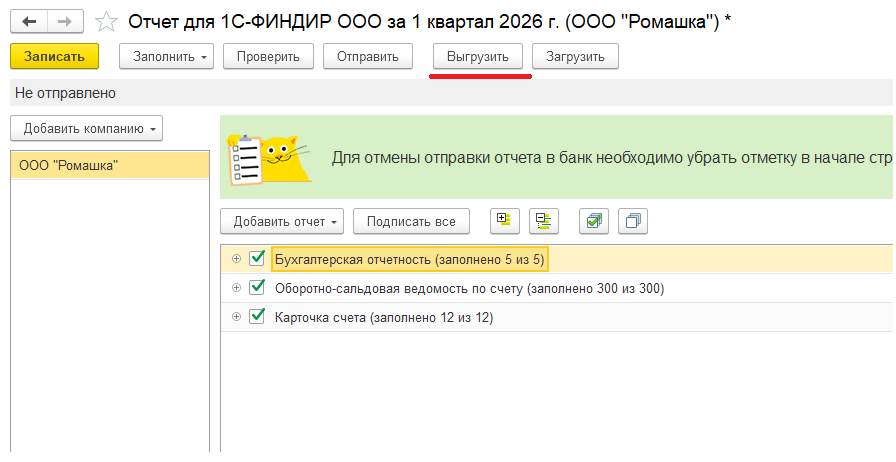 Отчет для 1С-ФИНДИР ООО за 1 квартал 2026 г. (ООО "Ромашка") *
Записать Заполнить Проверить Отправить Выгрузить Загрузить
Не отправлено
Добавить компанию
ООО "Ромашка"
Для отмены отправки отчета в банк необходимо убрать отметку в начале стр
Добавить отчет Подписать все
Бухгалтерская отчетность (заполнено 5 из 5)
Оборотно-сальдовая ведомость по счету (заполнено 300 из 300)
Карточка счета (заполнено 12 из 12)